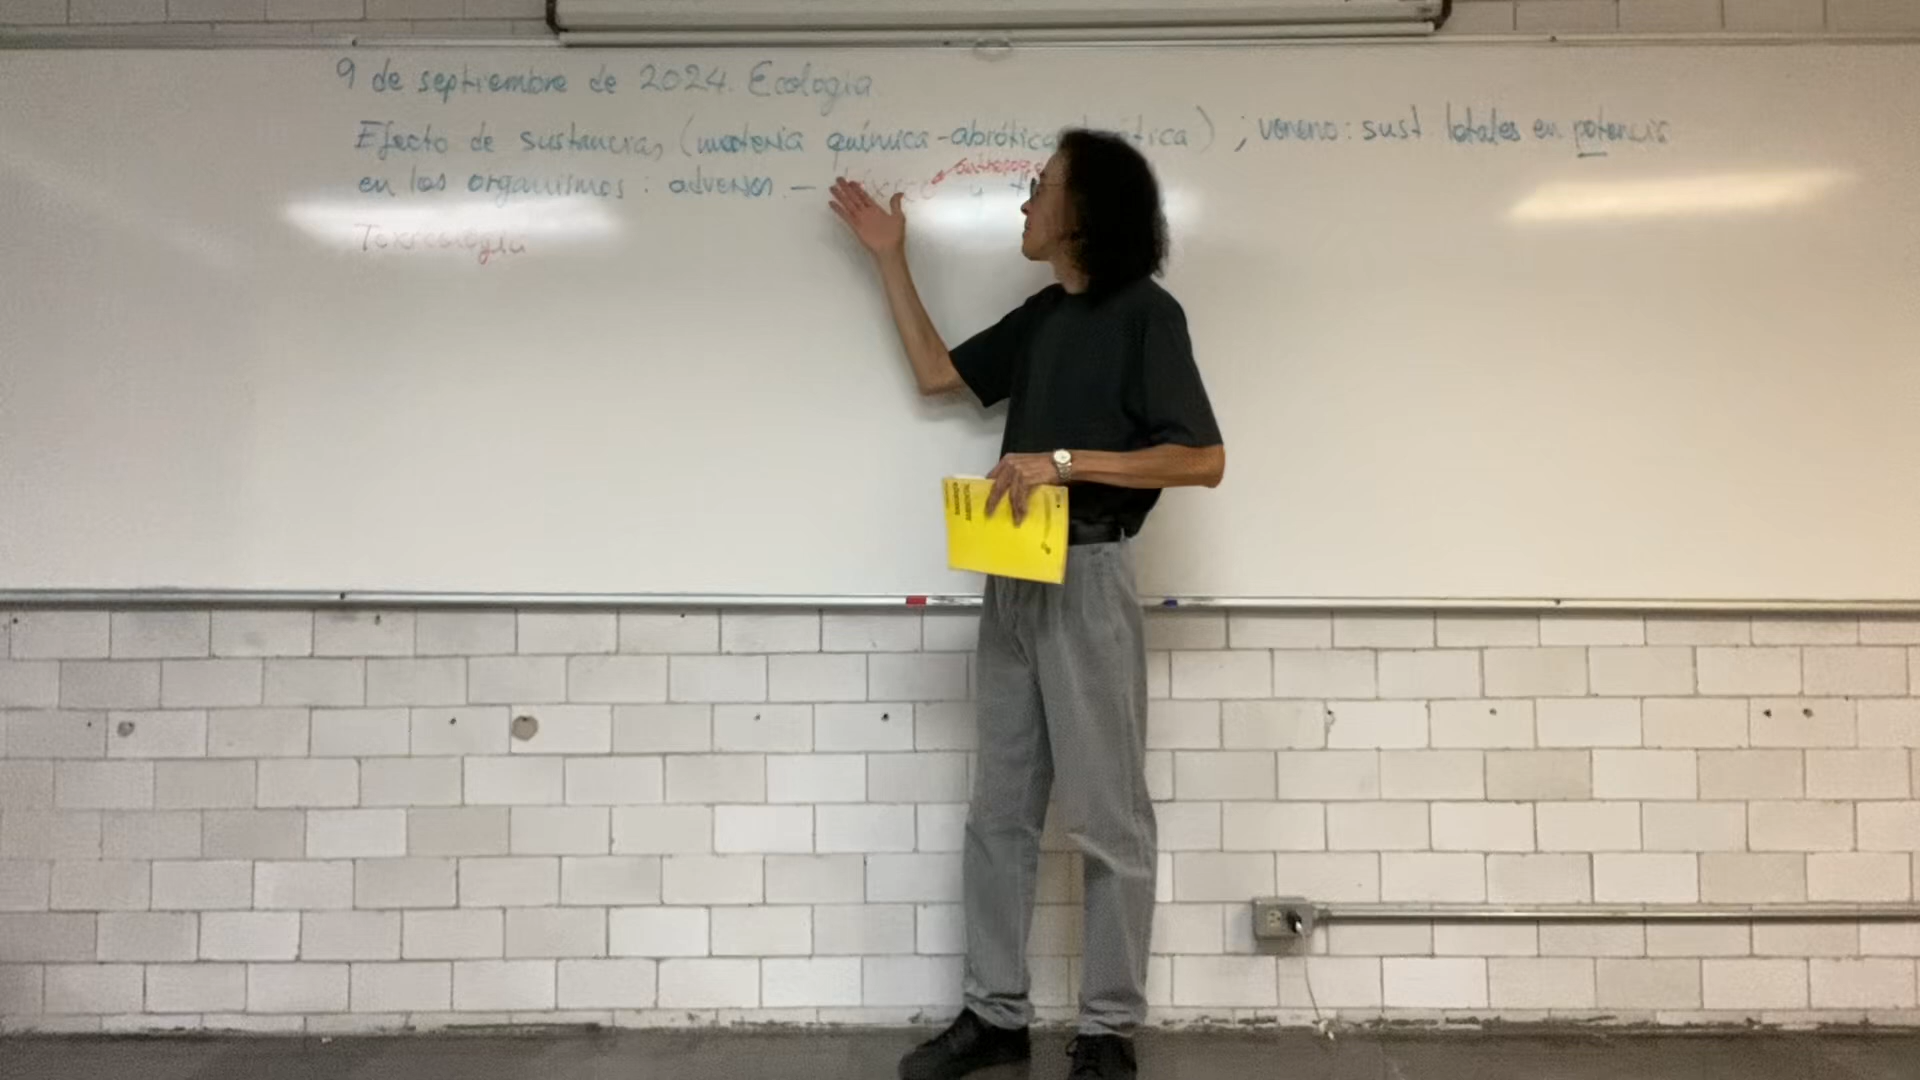 9 de septiembre de 2024. Ecología
Efecto de sustancias (materia química-abiótica ) ; veneno: sust. letales en potencia
en los organismos : adversos. — tóxico y
Toxicología